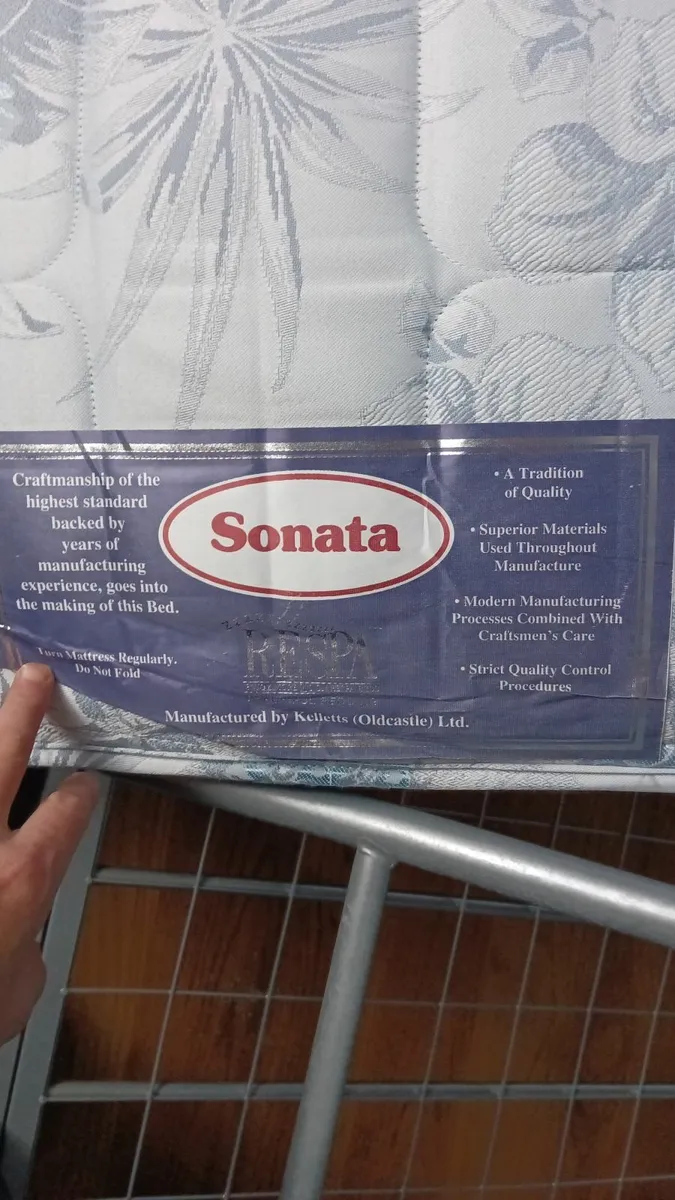 Craftmanship of the
highest standard
backed by
years of
manufacturing
experience, goes into
the making of this Bed.
Turn Mattress Regularly.
Do Not Fold
Sonata
RESPA
Manufactured by Kelletts (Oldcastle) Ltd.
• A Tradition
of Quality
• Superior Materials
Used Throughout
Manufacture
• Modern Manufacturing
Processes Combined With
Craftsmen's Care
• Strict Quality Control
Procedures